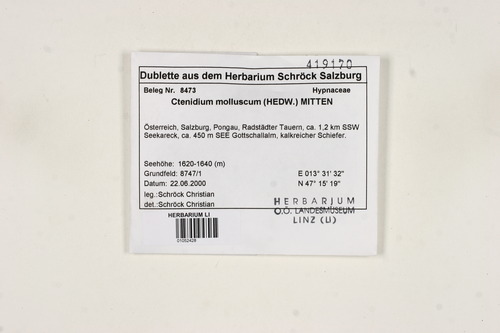 419170
Dublette aus dem Herbarium Schröck Salzburg
Beleg Nr. 8473 Hypnaceae
Ctenidium molluscum (HEDW.) MITTEN
Österreich, Salzburg, Pongau, Radstädter Tauern, ca. 1,2 km SSW
Seekareck, ca. 450 m SEE Gottschallalm, kalkreicher Schiefer.
Seehöhe: 1620-1640 (m)
Grundfeld: 8747/1 E 013° 31' 32"
Datum: 22.06.2000 N 47° 15' 19"
leg.:Schröck Christian
det.:Schröck Christian
HERBARIUM
O.Ö. LANDESMUSEUM
LINZ (LI)
HERBARIUM LI
01052428